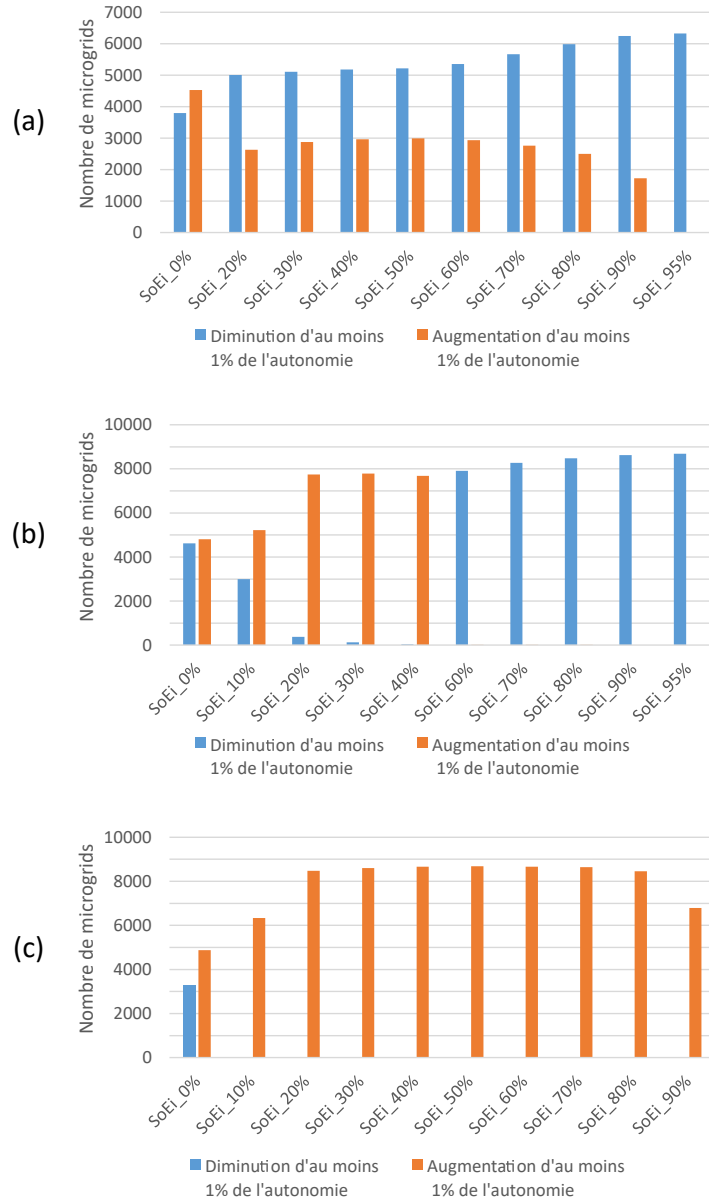 (a)
Nombre de microgrids
7000
6000
5000
4000
3000
2000
1000
0
SoEi_0%
SoEi_20%
SoEi_30%
SoEi_40%
SoEi_50%
SoEi_60%
SoEi_70%
SoEi_80%
SoEi_90%
SoEi_95%
Diminution d'au moins
1% de l'autonomie
Augmentation d'au moins
1% de l'autonomie
(b)
Nombre de microgrids
10000
8000
6000
4000
2000
0
SoEi_0%
SoEi_10%
SoEi_20%
SoEi_30%
SoEi_40%
SoEi_60%
SoEi_70%
SoEi_80%
SoEi_90%
SoEi_95%
Diminution d'au moins
1% de l'autonomie
Augmentation d'au moins
1% de l'autonomie
(c)
Nombre de microgrids
10000
8000
6000
4000
2000
0
SoEi_0%
SoEi_10%
SoEi_20%
SoEi_30%
SoEi_40%
SoEi_50%
SoEi_60%
SoEi_70%
SoEi_80%
SoEi_90%
Diminution d'au moins
1% de l'autonomie
Augmentation d'au moins
1% de l'autonomie